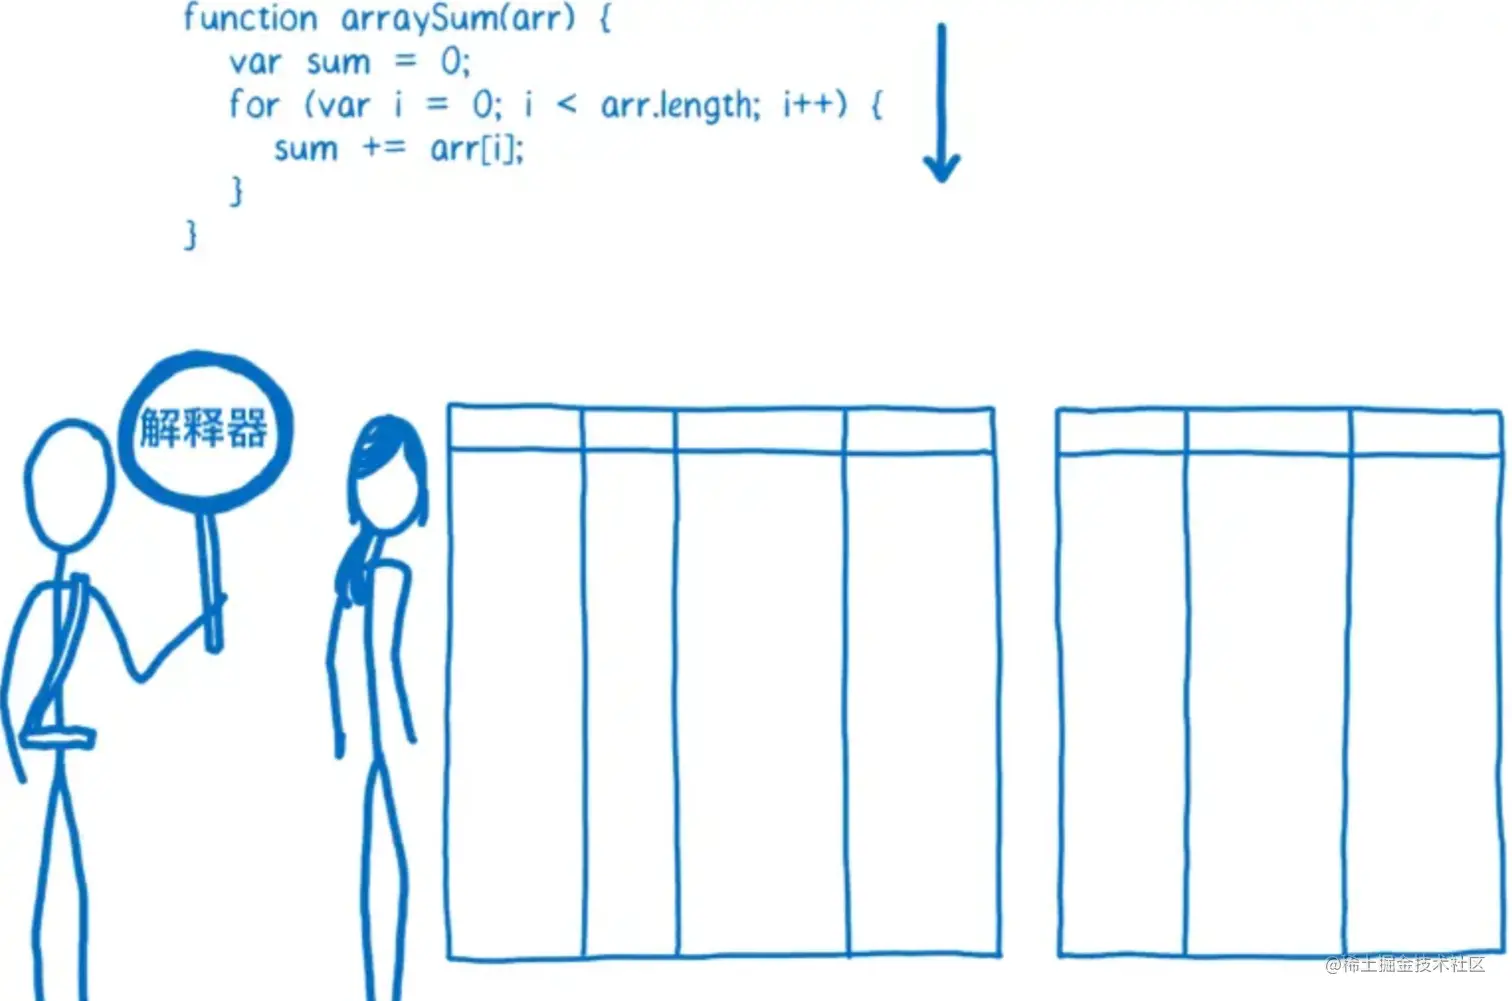 function arraySum(arr) {
var sum = 0;
for (var i = 0; i < arr.length; i++) {
sum += arr[i];
}
}
解释器
@稀土掘金技术社区